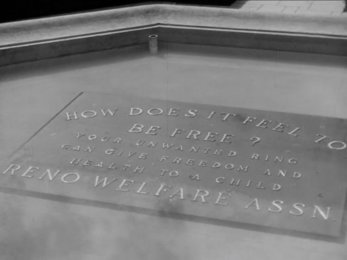 HOW DOES IT FEEL TO
BE FREE?
YOUR UNWANTED RING
CAN GIVE FREEDOM AND
HEALTH TO A CHILD
RENO WELFARE ASSN